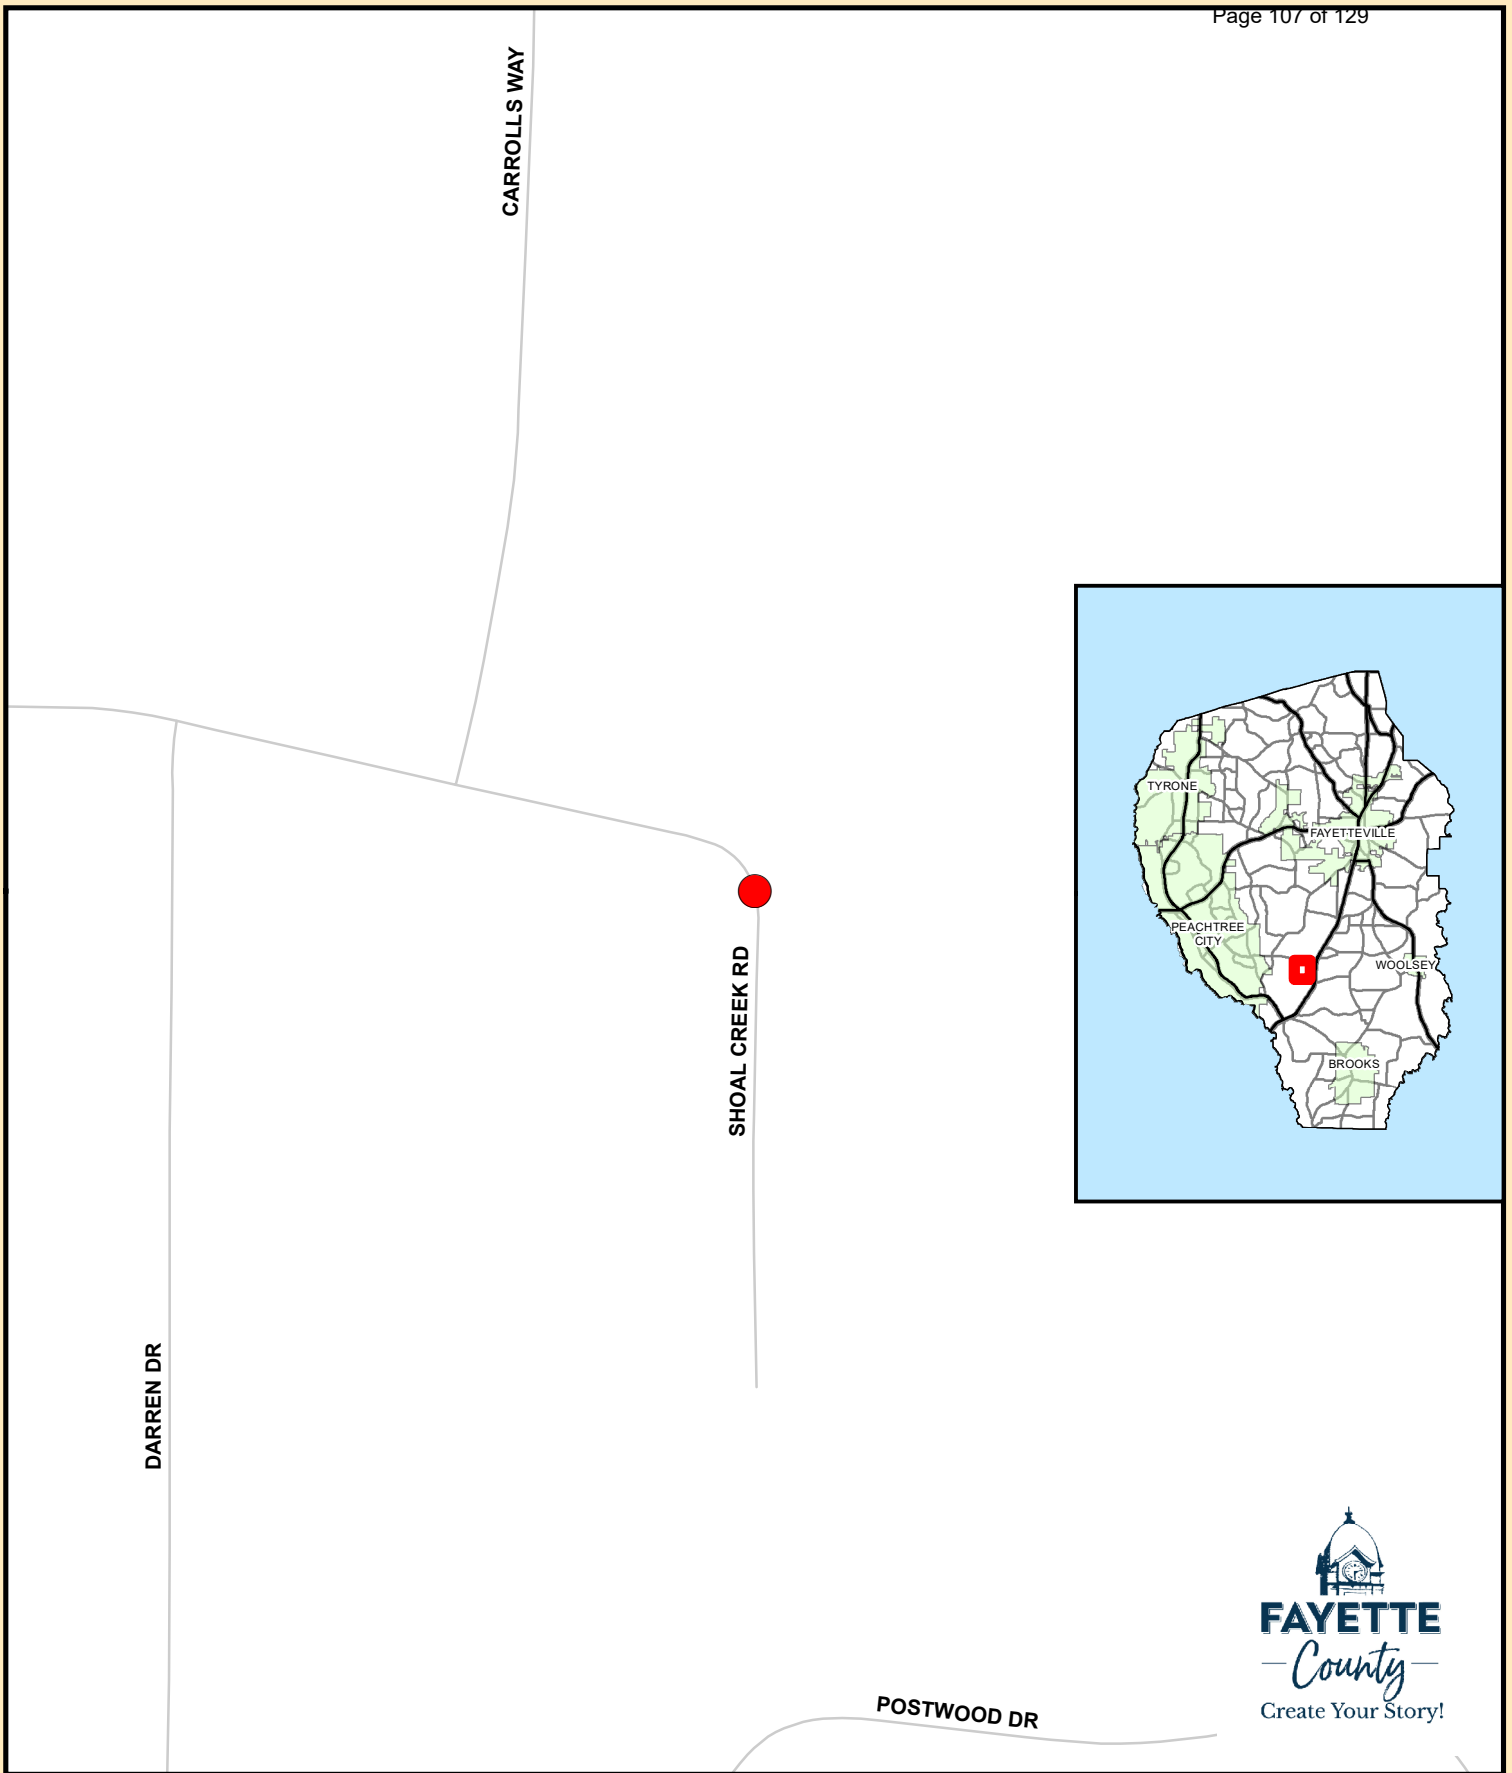 Page 107 of 129
CARROLLS WAY
TYRONE
FAYETTEVILLE
PEACHTREE
CITY
WOOLSEY
BROOKS
SHOAL CREEK RD
DARREN DR
POSTWOOD DR
FAYETTE
County
Create Your Story!